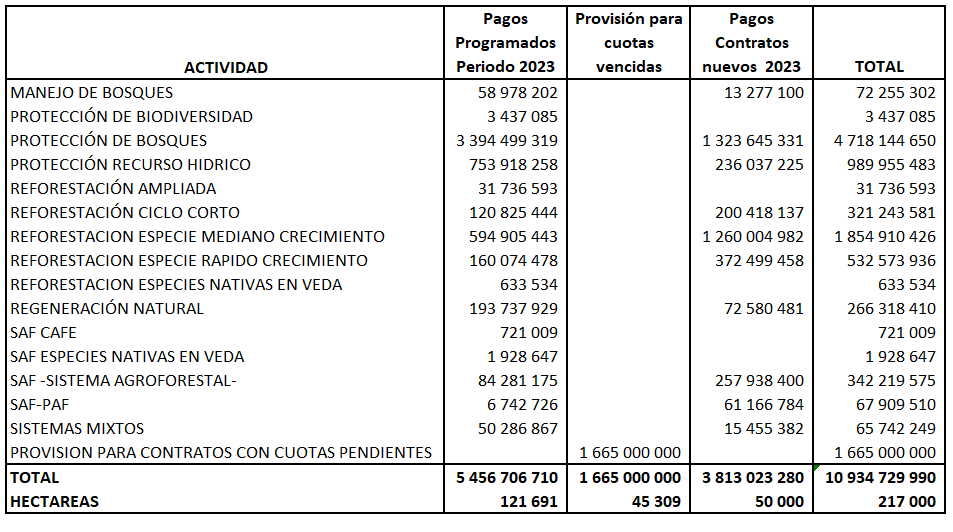 ACTIVIDAD Pagos Programados Periodo 2023 Provisión para cuotas vencidas Pagos Contratos nuevos 2023 TOTAL
MANEJO DE BOSQUES 58 978 202 13 277 100 72 255 302
PROTECCIÓN DE BIODIVERSIDAD 3 437 085 3 437 085
PROTECCIÓN DE BOSQUES 3 394 499 319 1 323 645 331 4 718 144 650
PROTECCIÓN RECURSO HIDRICO 753 918 258 236 037 225 989 955 483
REFORESTACIÓN AMPLIADA 31 736 593 31 736 593
REFORESTACIÓN CICLO CORTO 120 825 444 200 418 137 321 243 581
REFORESTACION ESPECIE MEDIANO CRECIMIENTO 594 905 443 1 260 004 982 1 854 910 426
REFORESTACION ESPECIE RAPIDO CRECIMIENTO 160 074 478 372 499 458 532 573 936
REFORESTACION ESPECIES NATIVAS EN VEDA 633 534 633 534
REGENERACIÓN NATURAL 193 737 929 72 580 481 266 318 410
SAF CAFE 721 009 721 009
SAF ESPECIES NATIVAS EN VEDA 1 928 647 1 928 647
SAF -SISTEMA AGROFORESTAL- 84 281 175 257 938 400 342 219 575
SAF-PAF 6 742 726 61 166 784 67 909 510
SISTEMAS MIXTOS 50 286 867 15 455 382 65 742 249
PROVISION PARA CONTRATOS CON CUOTAS PENDIENTES 1 665 000 000 1 665 000 000
TOTAL 5 456 706 710 1 665 000 000 3 813 023 280 10 934 729 990
HECTAREAS 121 691 45 309 50 000 217 000